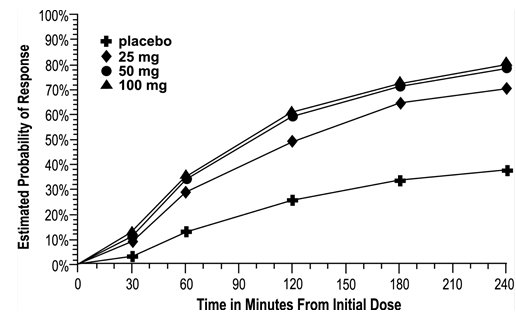 100%
90%
80%
70%
60%
50%
40%
30%
20%
10%
0%
Estimated Probability of Response
placebo
25 mg
50 mg
100 mg
0 30 60 90 120 150 180 210 240
Time in Minutes From Initial Dose